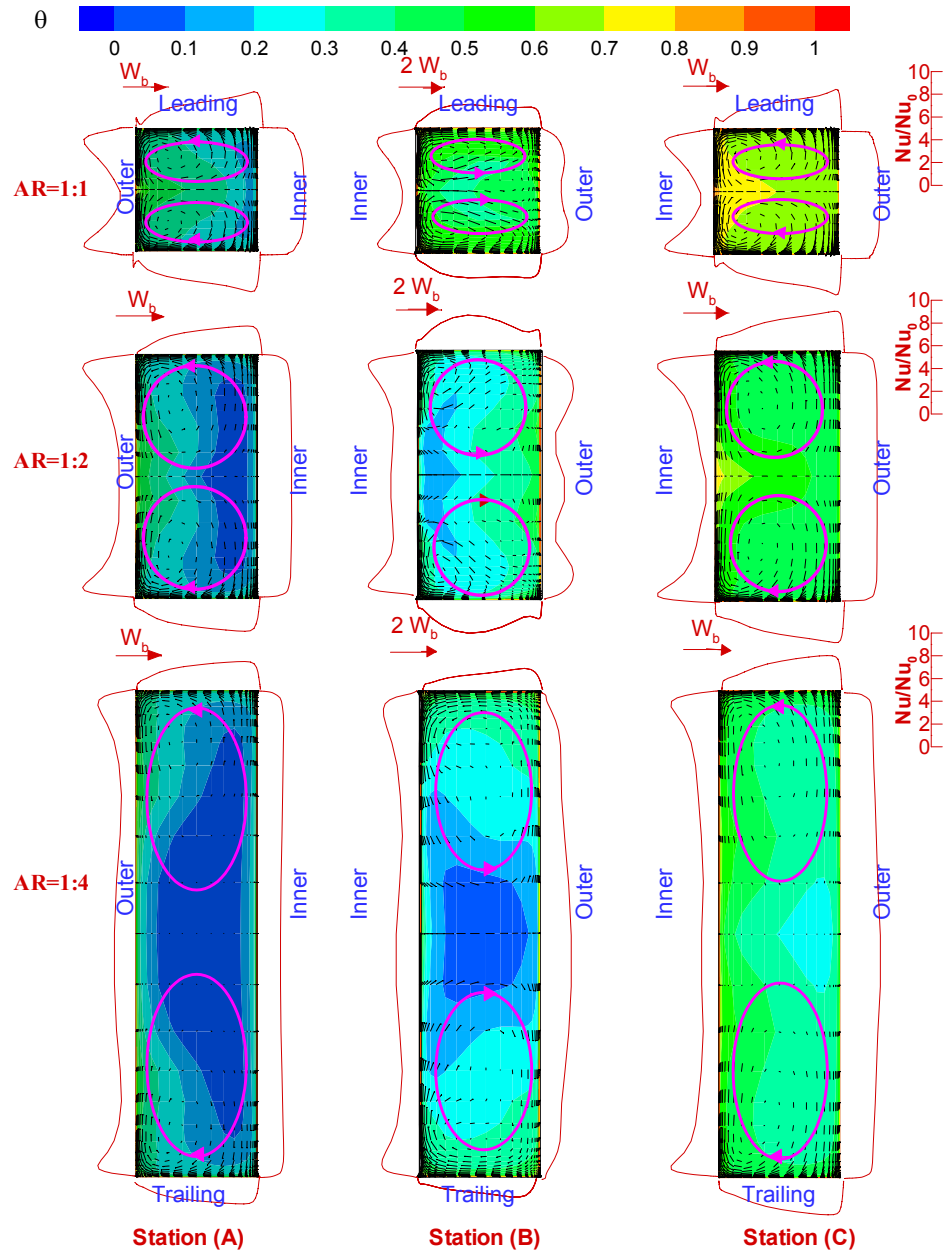 θ
0 0.1 0.2 0.3 0.4 0.5 0.6 0.7 0.8 0.9 1
W_b 2 W_b W_b
Leading Leading
10
8
6
4
2
0
Nu/Nu_0
AR=1:1
Outer Inner Inner Outer Inner Outer
W_b 2 W_b W_b
10
8
6
4
2
0
Nu/Nu_0
AR=1:2
Outer Inner Inner Outer Inner Outer
W_b 2 W_b W_b
10
8
6
4
2
0
Nu/Nu_0
AR=1:4
Outer Inner Inner Outer Inner Outer
Trailing Trailing
Station (A) Station (B) Station (C)